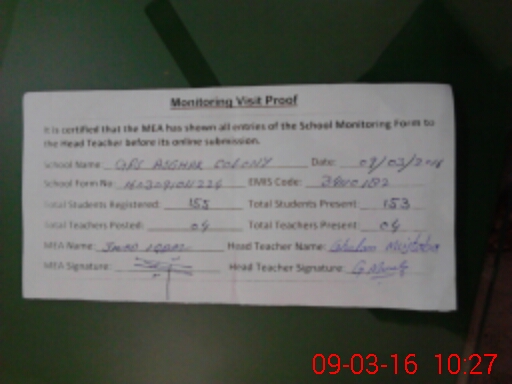 Monitoring Visit Proof
It is certified that the MEA has shown all entries of the School Monitoring Form to
the Head Teacher before its online submission.
School Name: GPS ASGHAR COLONY Date: 09/03/2016
School Form No: EMIS Code:
Total Students Registered: 155 Total Students Present: 153
Total Teachers Posted: 04 Total Teachers Present: 04
MEA Name: Head Teacher Name: Ghulam Mujtaba
MEA Signature: Head Teacher Signature:
09-03-16 10:27